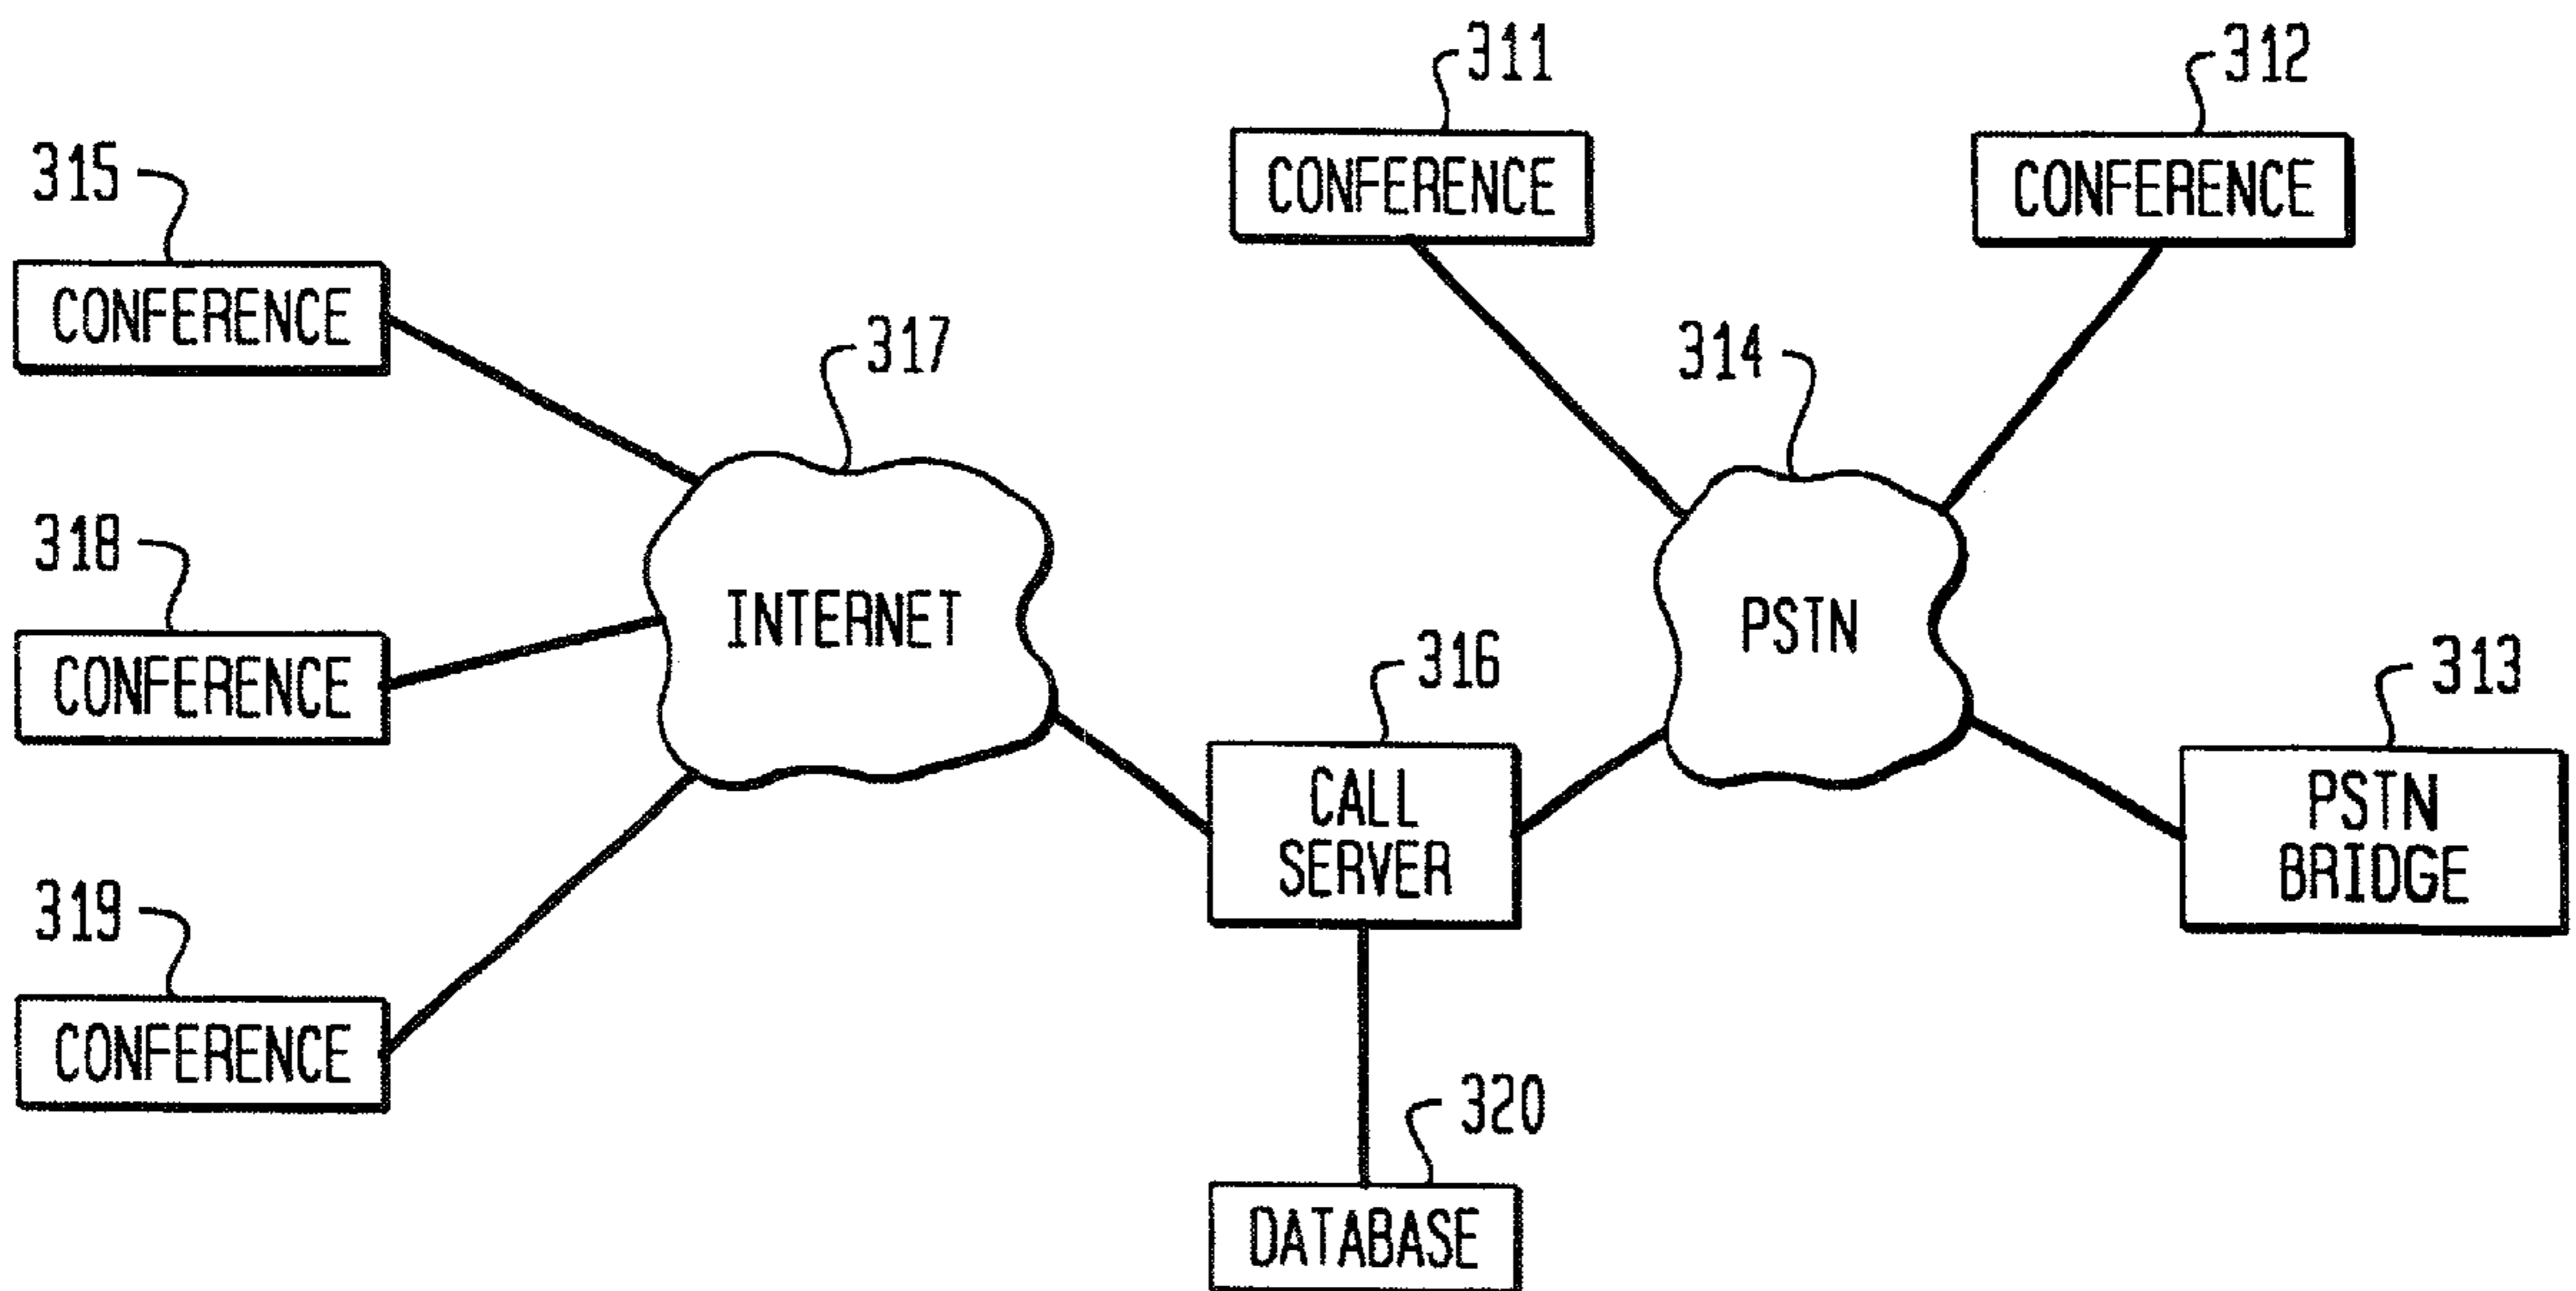 311
312
CONFERENCE
CONFERENCE
315
CONFERENCE
317
314
318
CONFERENCE
INTERNET
PSTN
316
313
CALL
SERVER
PSTN
BRIDGE
319
CONFERENCE
320
DATABASE